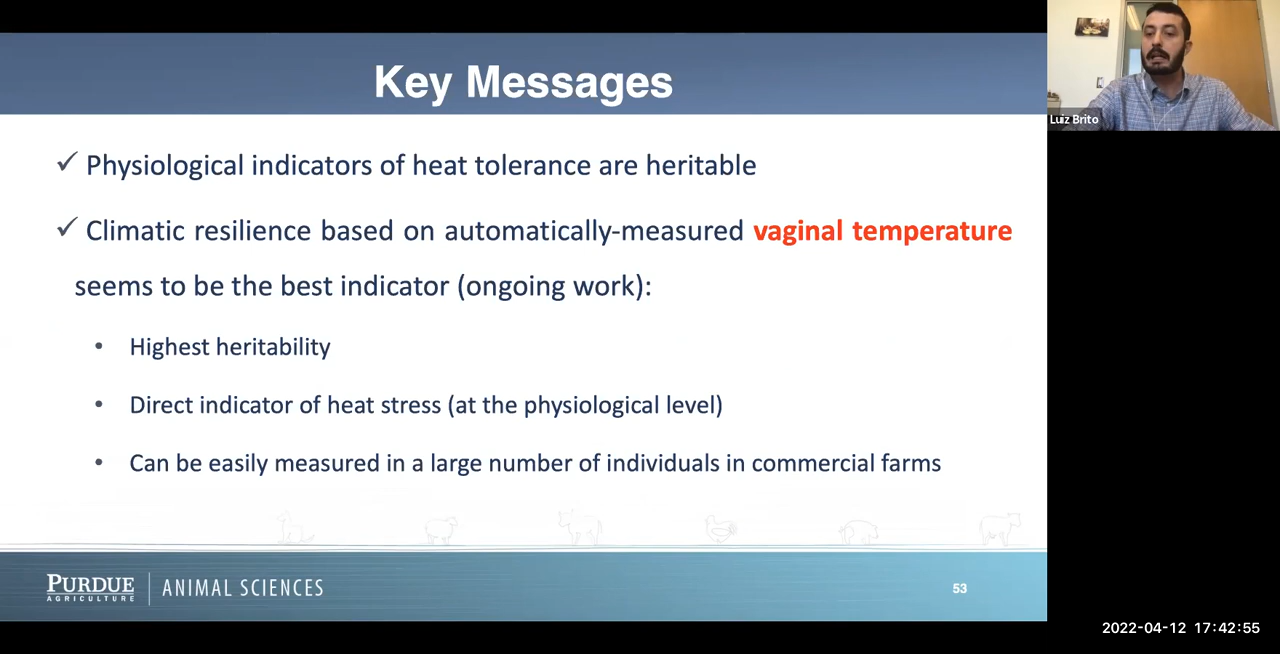 Key Messages
Luiz Brito
✓ Physiological indicators of heat tolerance are heritable
✓ Climatic resilience based on automatically-measured vaginal temperature
seems to be the best indicator (ongoing work):
• Highest heritability
• Direct indicator of heat stress (at the physiological level)
• Can be easily measured in a large number of individuals in commercial farms
PURDUE
AGRICULTURE
ANIMAL SCIENCES
53
2022-04-12 17:42:55